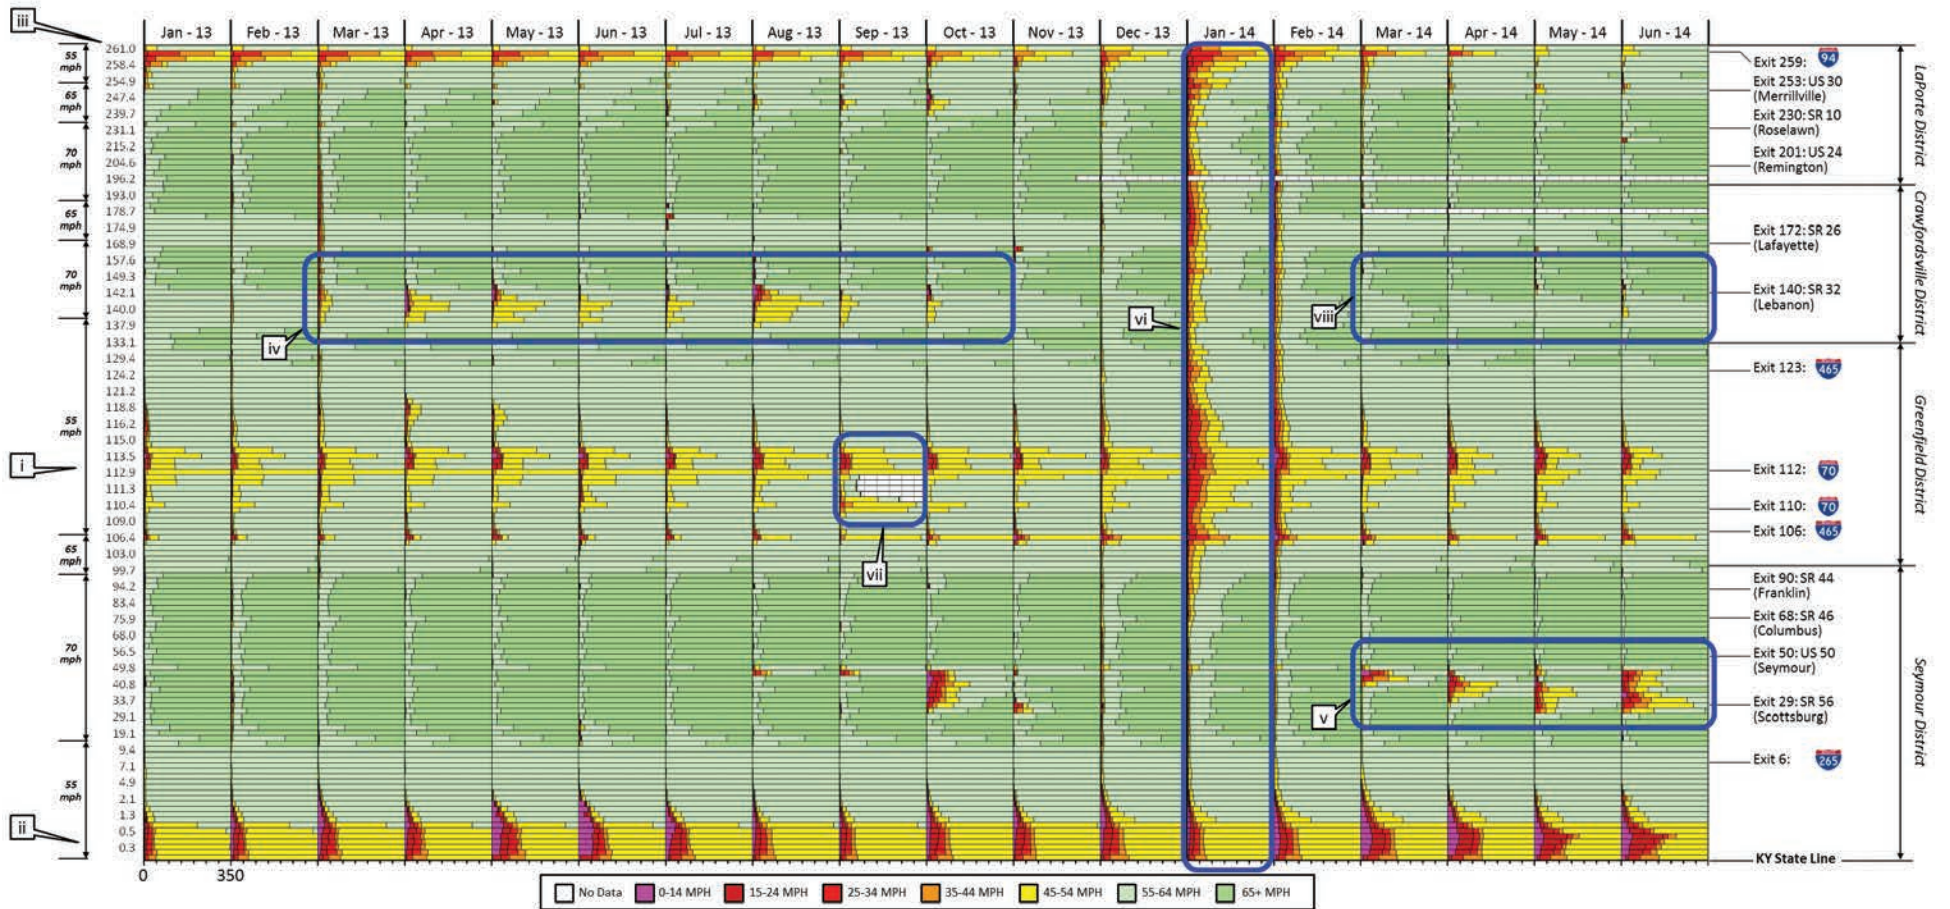 iii
Jan - 13
Feb - 13
Mar - 13
Apr - 13
May - 13
Jun - 13
Jul - 13
Aug - 13
Sep - 13
Oct - 13
Nov - 13
Dec - 13
Jan - 14
Feb - 14
Mar - 14
Apr - 14
May - 14
Jun - 14
55 mph
65 mph
70 mph
65 mph
70 mph
55 mph
65 mph
70 mph
55 mph
i
ii
261.0
258.4
254.9
247.4
239.7
231.1
215.2
204.6
196.2
193.0
178.7
174.9
168.9
157.6
149.3
142.1
140.0
137.9
133.1
129.4
124.2
121.2
118.8
116.2
115.0
113.5
112.9
111.3
110.4
109.0
106.4
103.0
99.7
94.2
83.4
75.9
68.0
56.5
49.8
40.8
33.7
29.1
19.1
9.4
7.1
4.9
2.1
1.3
0.5
0.3
iv
vi
viii
vii
v
Exit 259: 94
Exit 253: US 30
(Merrillville)
Exit 230: SR 10
(Roselawn)
Exit 201: US 24
(Remington)
Exit 172: SR 26
(Lafayette)
Exit 140: SR 32
(Lebanon)
Exit 123: 465
Exit 112: 70
Exit 110: 70
Exit 106: 465
Exit 90: SR 44
(Franklin)
Exit 68: SR 46
(Columbus)
Exit 50: US 50
(Seymour)
Exit 29: SR 56
(Scottsburg)
Exit 6: 265
KY State Line
LaPorte District
Crawfordsville District
Greenfield District
Seymour District
0
350
No Data
0-14 MPH
15-24 MPH
25-34 MPH
35-44 MPH
45-54 MPH
55-64 MPH
65+ MPH